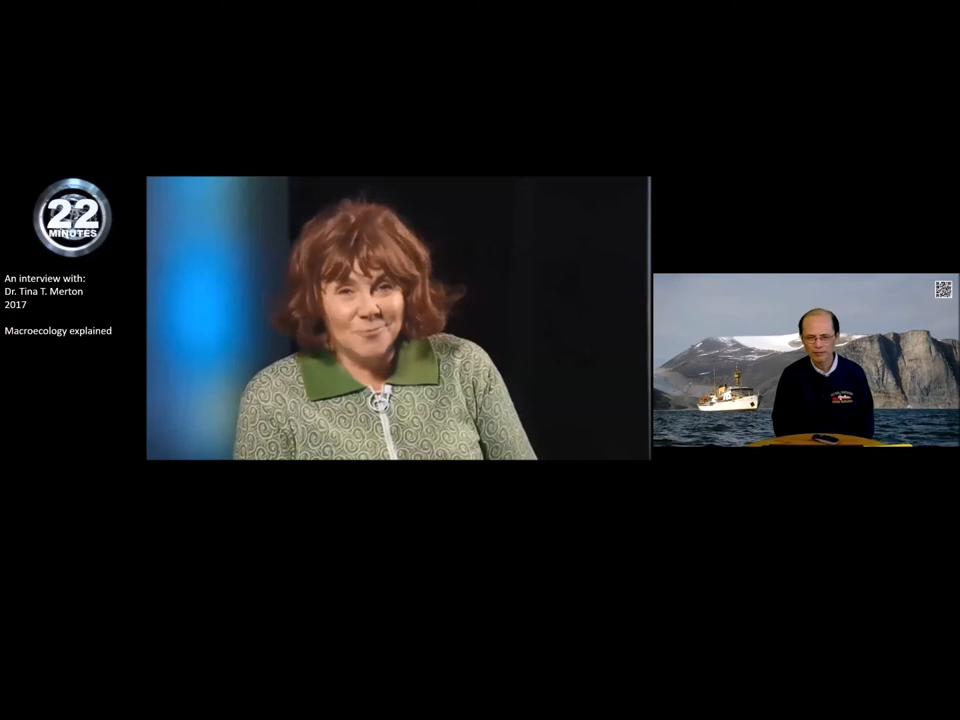 22
MINUTES
An interview with:
Dr. Tina T. Merton
2017
Macroecology explained